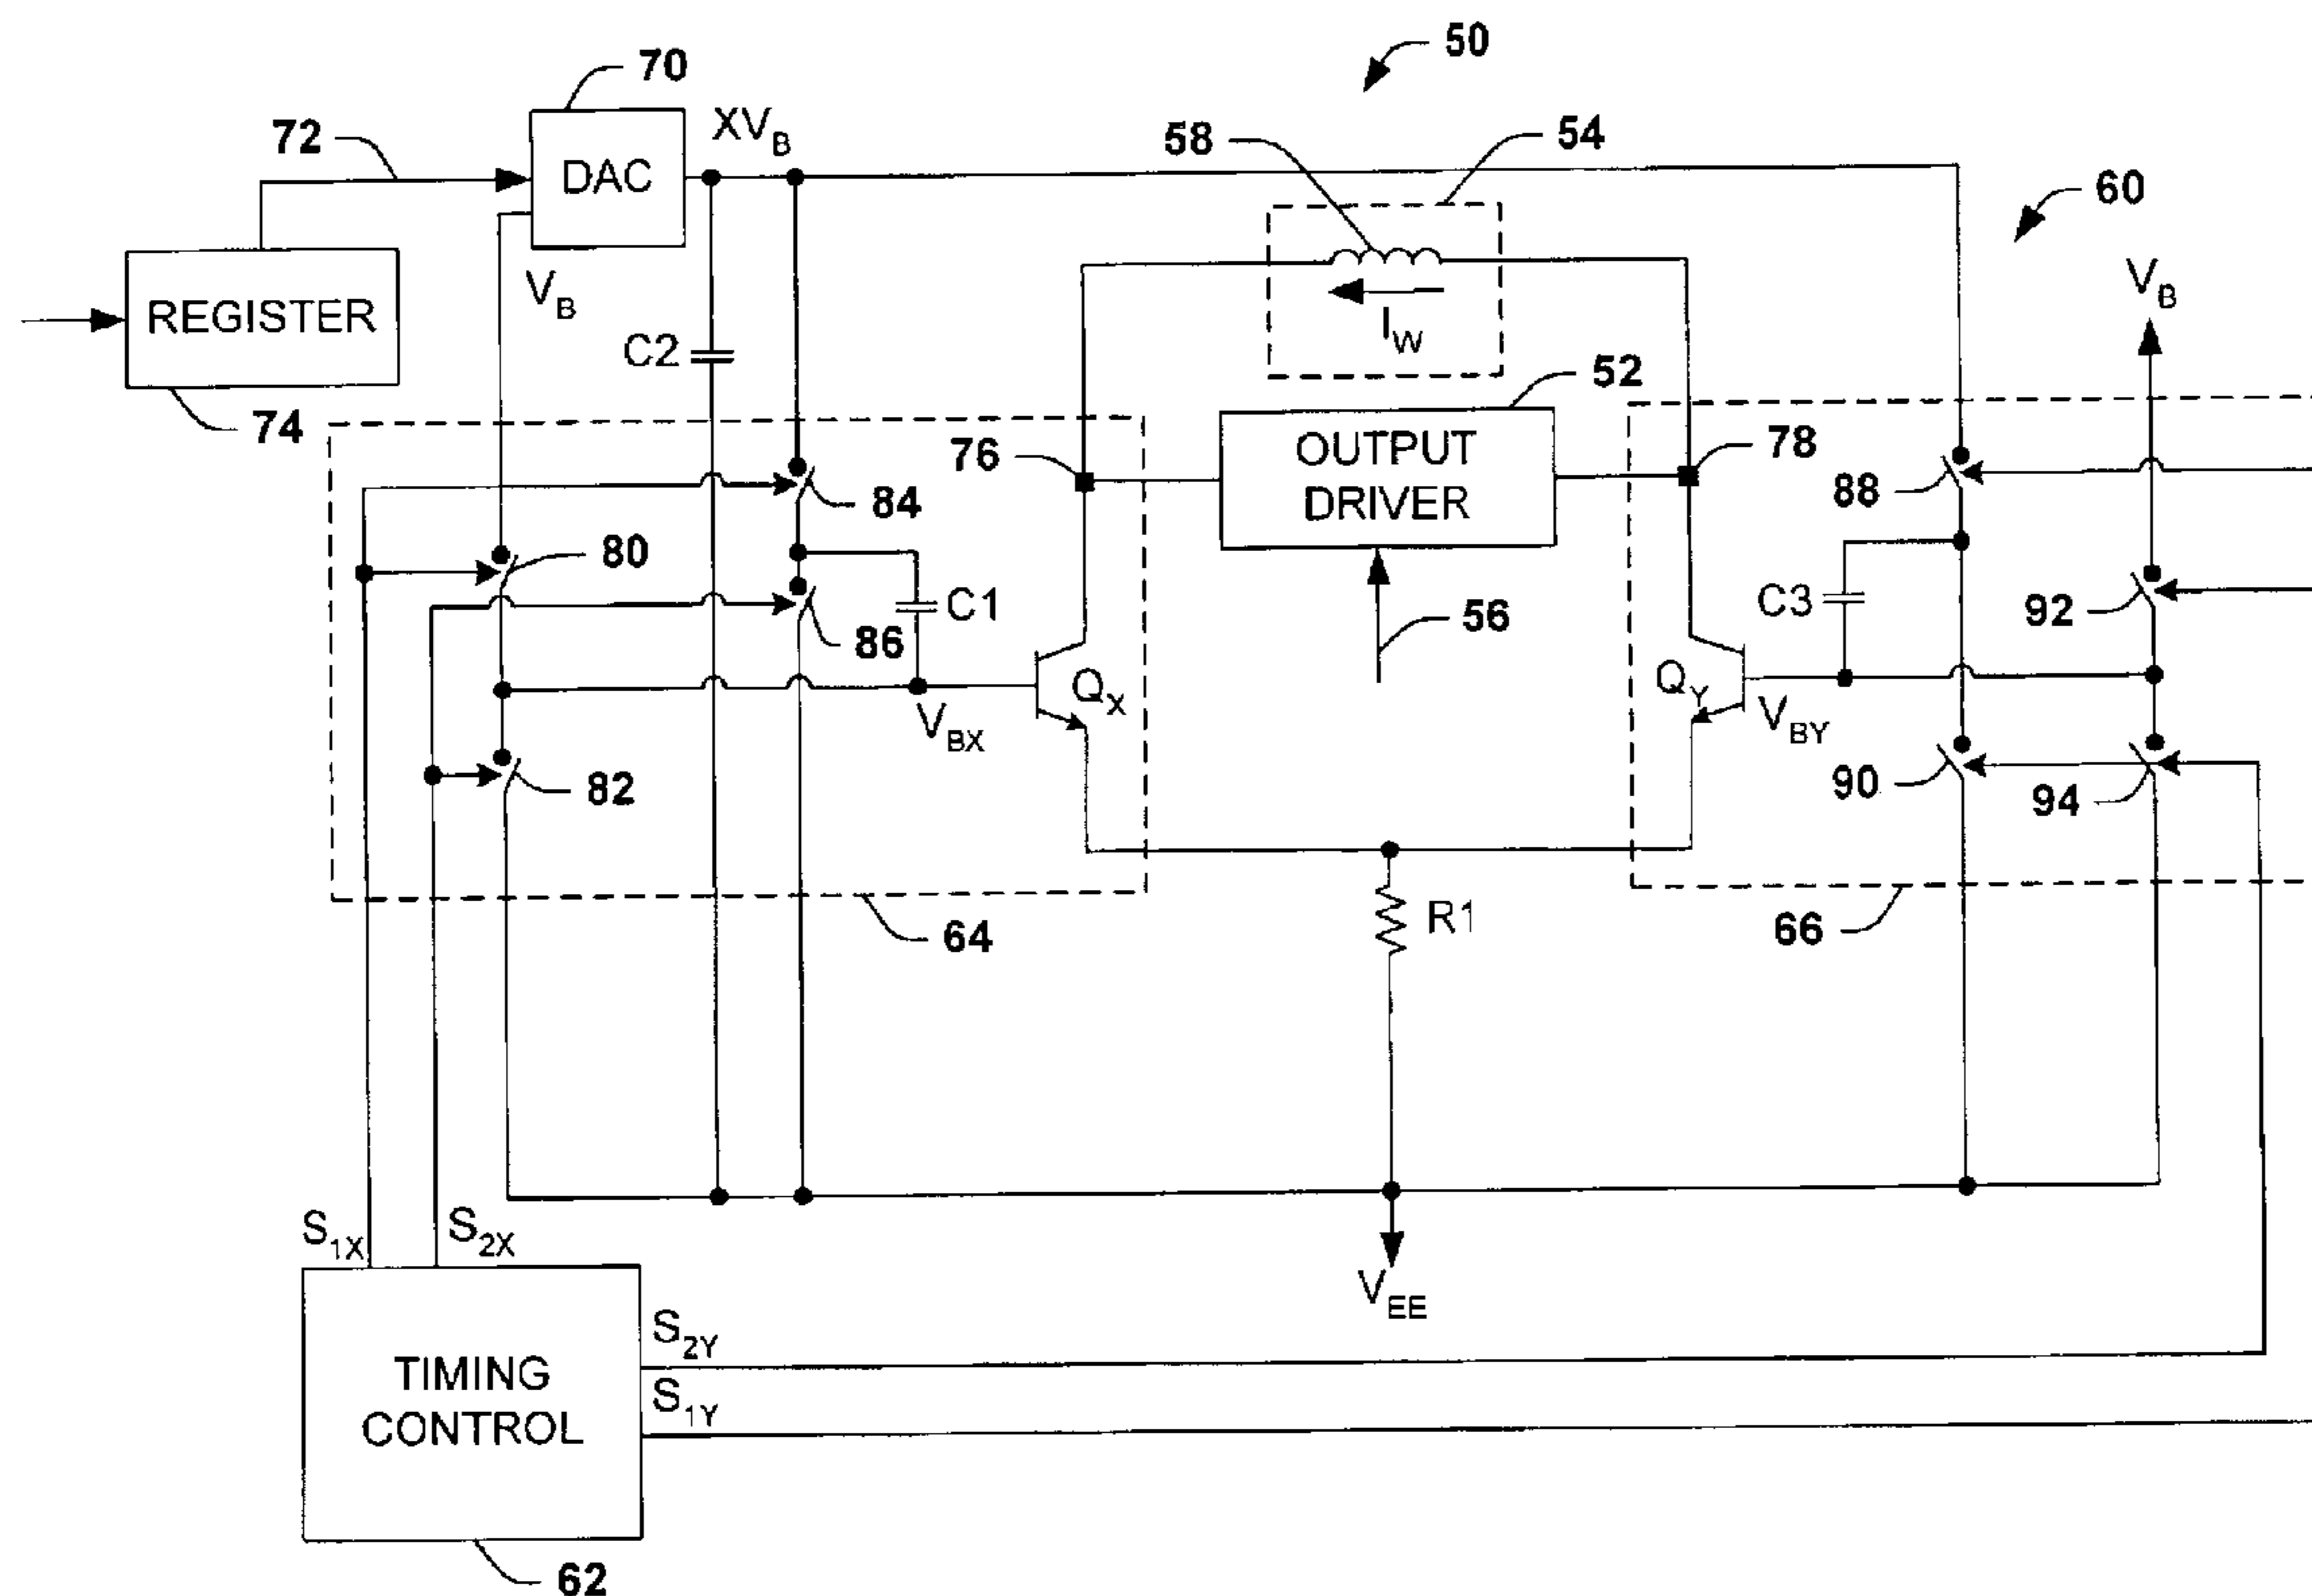 50
70
XV_B
72
DAC
58
54
60
V_B
V_B
REGISTER
C2
I_W
52
74
76
OUTPUT
DRIVER
78
84
88
80
C1
C3
86
56
92
Q_X
Q_Y
V_BX
V_BY
82
90
94
R1
64
66
S_1X
S_2X
V_EE
S_2Y
TIMING
CONTROL
S_1Y
62